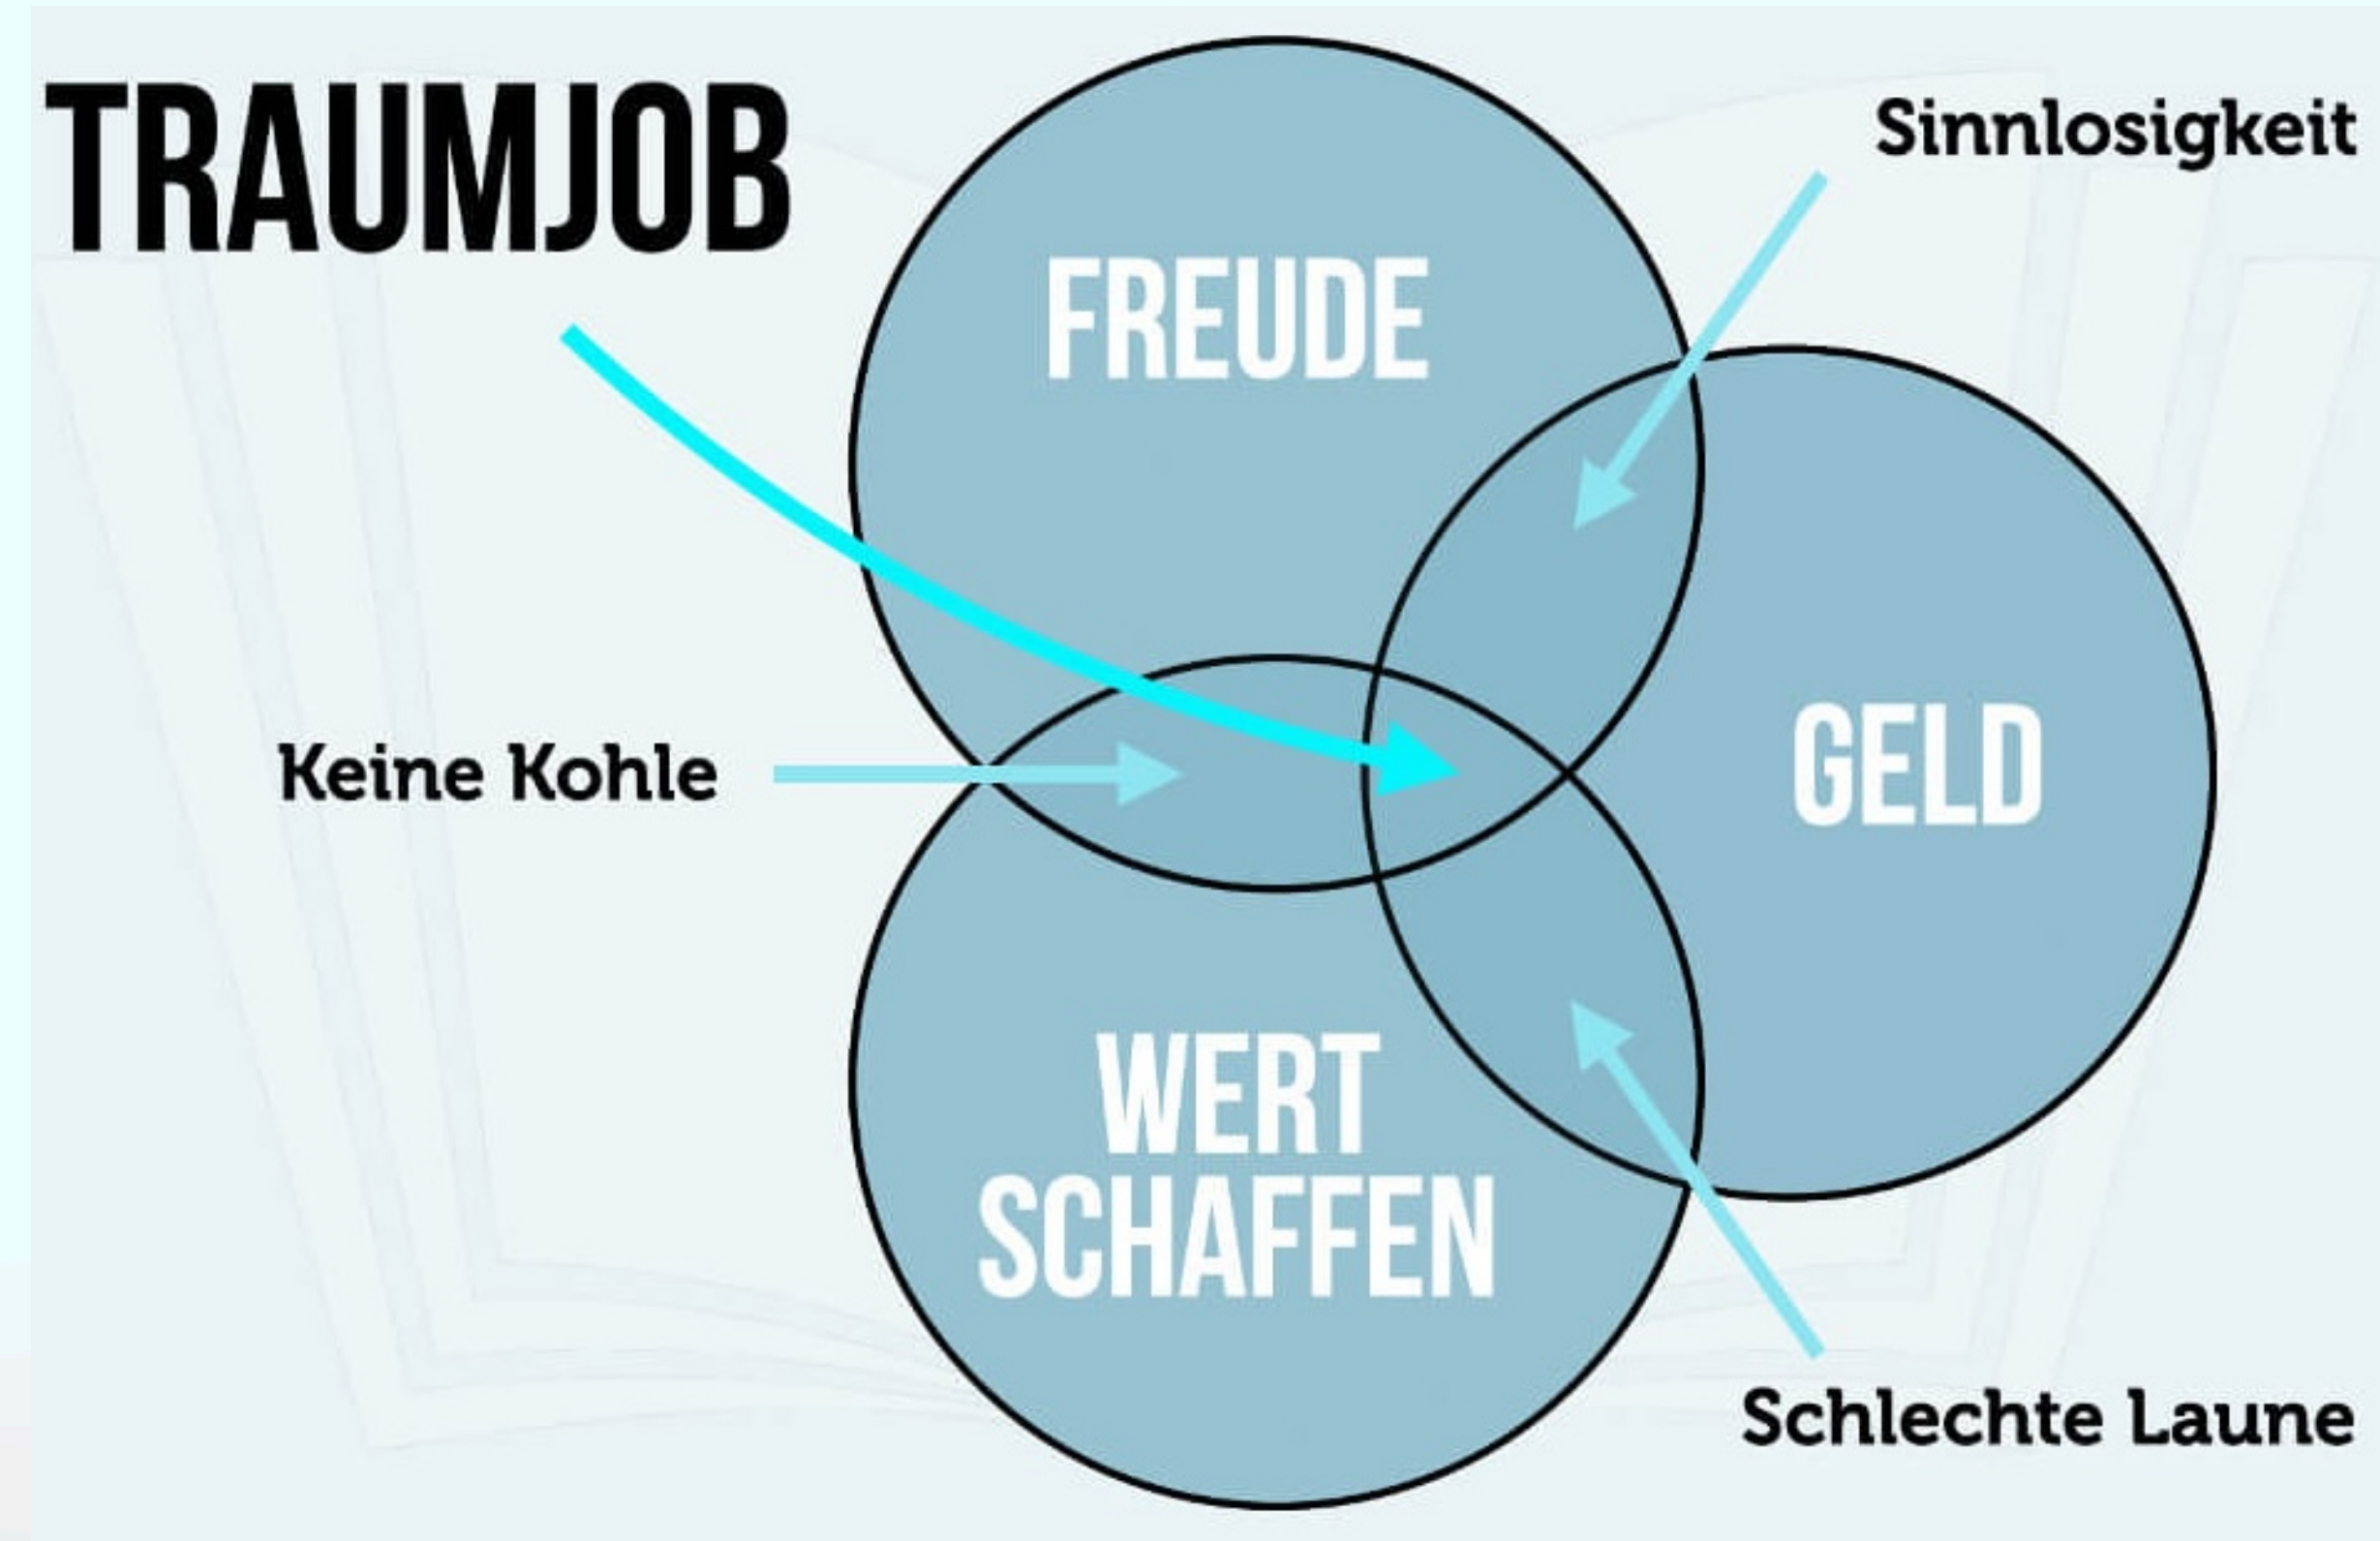 TRAUMJOB
Sinnlosigkeit
FREUDE
GELD
Keine Kohle
WERT
SCHAFFEN
Schlechte Laune